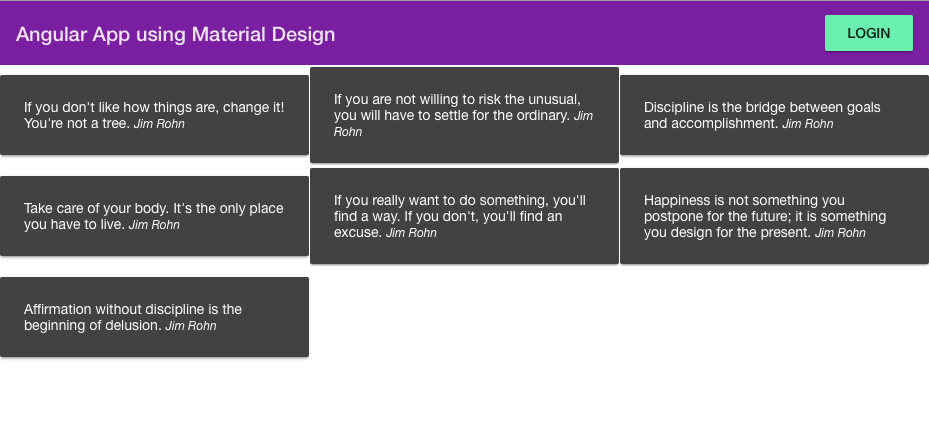 Angular App using Material Design
LOGIN
If you don't like how things are, change it!
You're not a tree. Jim Rohn
If you are not willing to risk the unusual,
you will have to settle for the ordinary. Jim
Rohn
Discipline is the bridge between goals
and accomplishment. Jim Rohn
Take care of your body. It's the only place
you have to live. Jim Rohn
If you really want to do something, you'll
find a way. If you don't, you'll find an
excuse. Jim Rohn
Happiness is not something you
postpone for the future; it is something
you design for the present. Jim Rohn
Affirmation without discipline is the
beginning of delusion. Jim Rohn